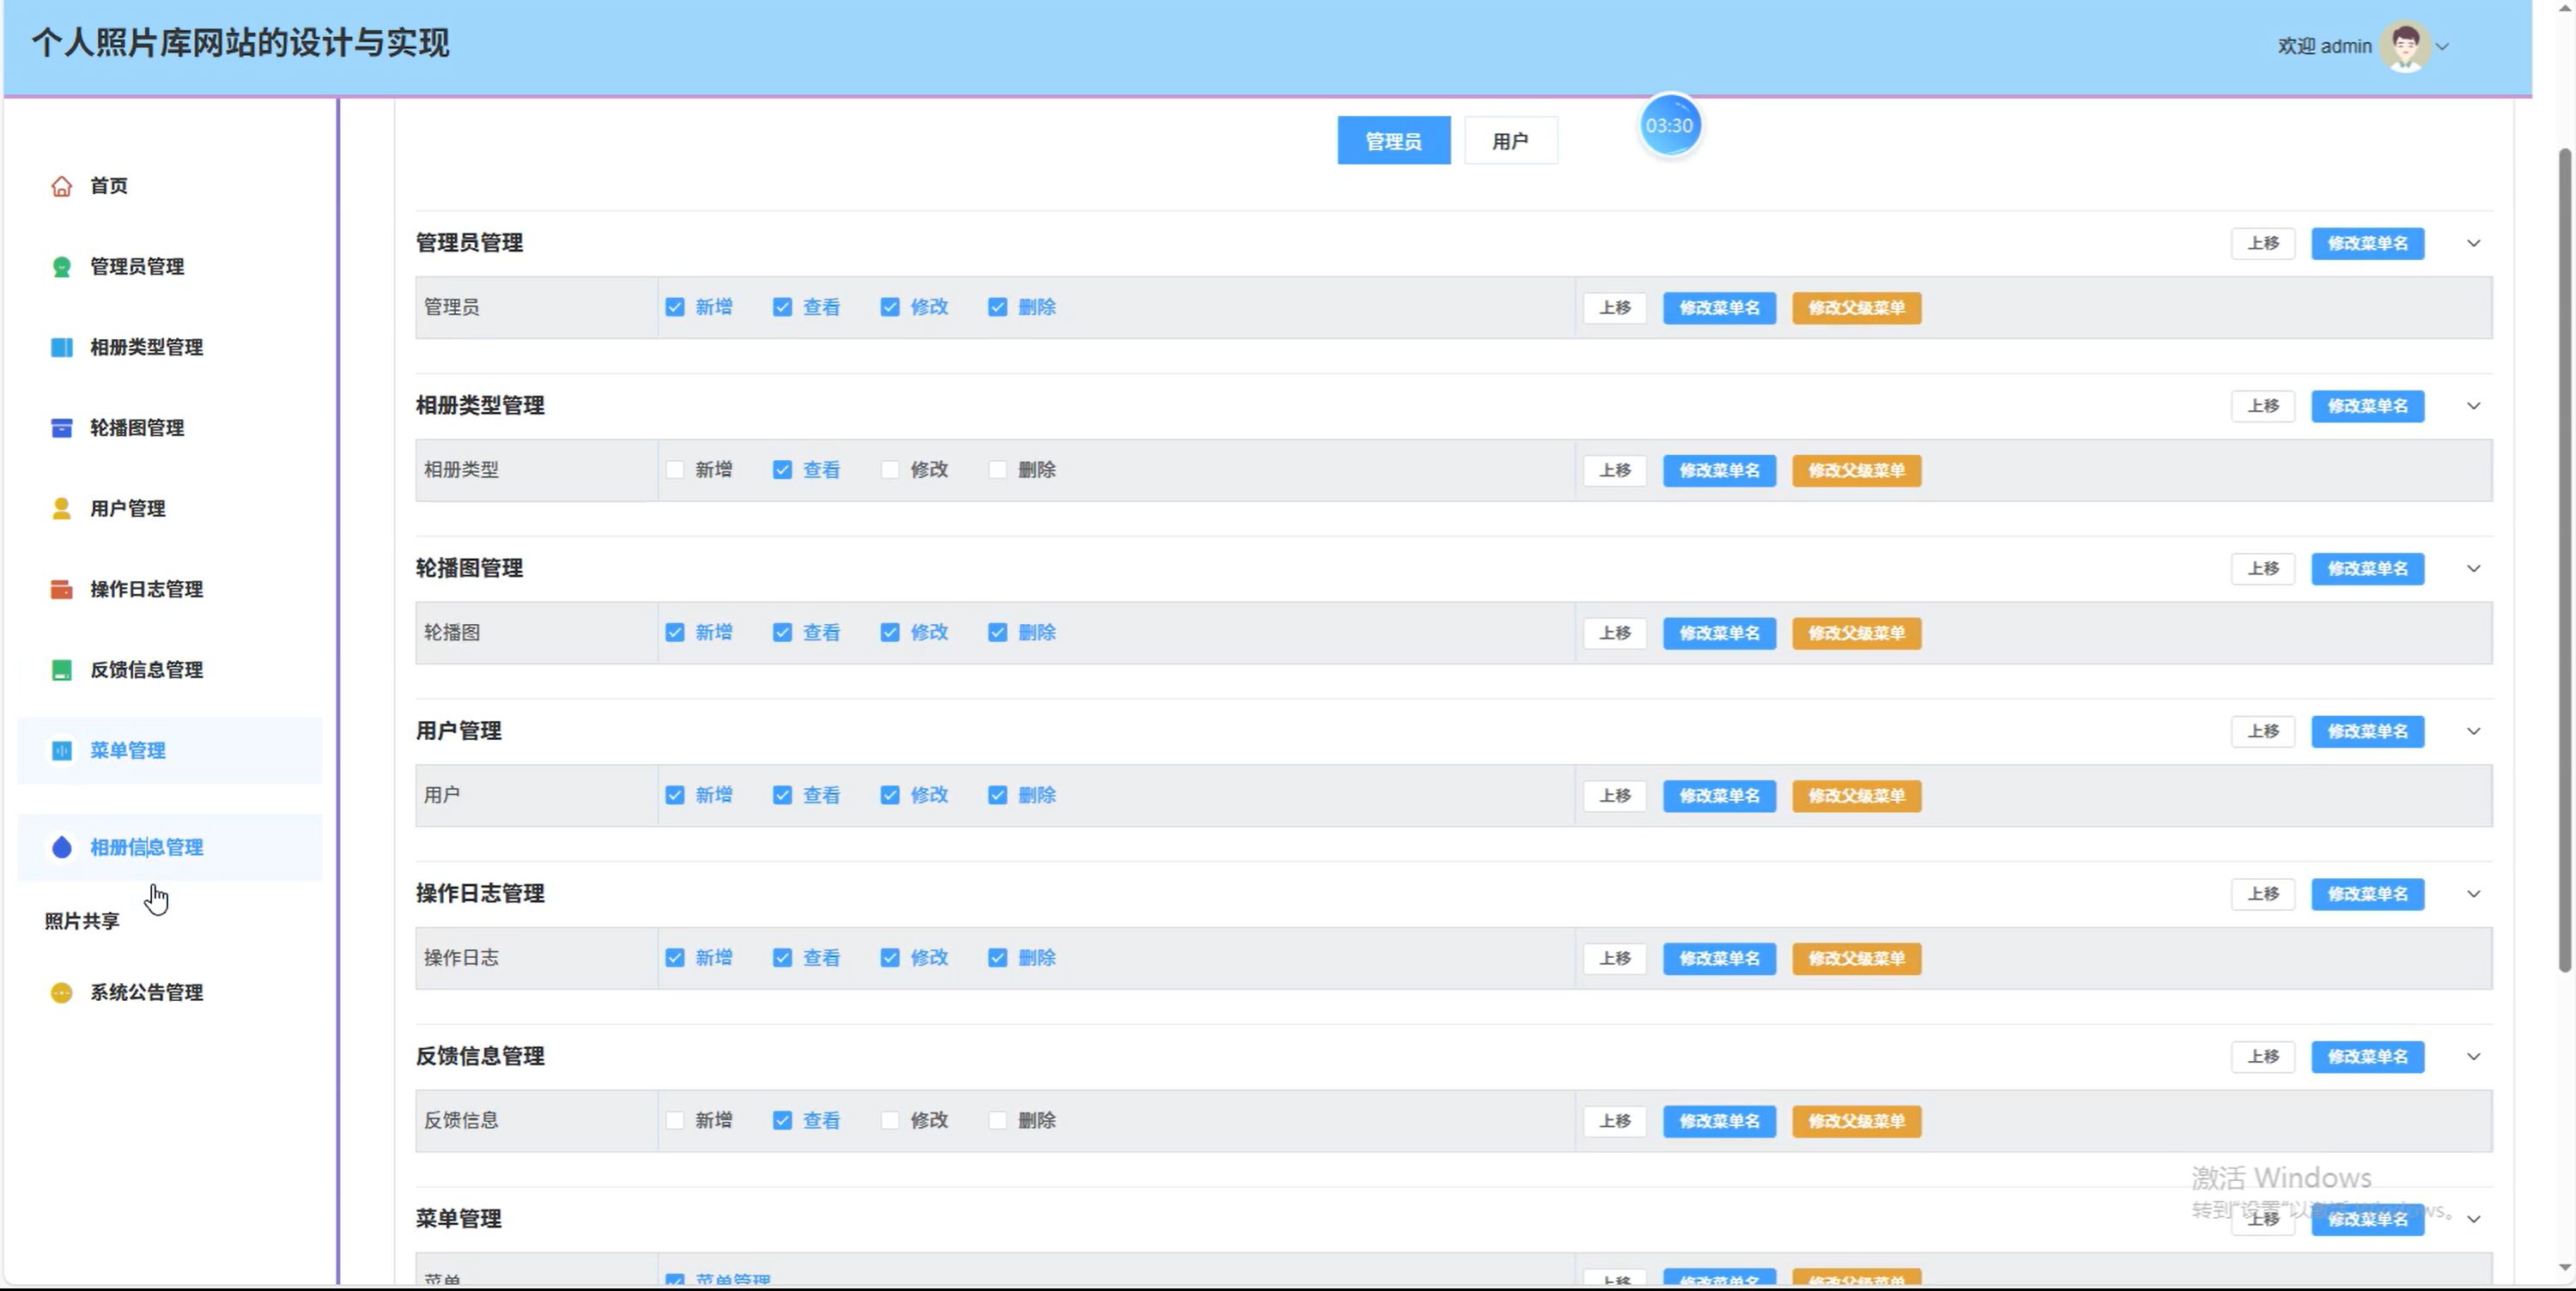 个人照片库网站的设计与实现
欢迎 admin
03:30
管理员 用户
首页
管理员管理
相册类型管理
轮播图管理
用户管理
操作日志管理
反馈信息管理
菜单管理
相册信息管理
照片共享
系统公告管理
管理员管理 上移 修改菜单名
管理员 新增 查看 修改 删除 上移 修改菜单名 修改父级菜单
相册类型管理 上移 修改菜单名
相册类型 新增 查看 修改 删除 上移 修改菜单名 修改父级菜单
轮播图管理 上移 修改菜单名
轮播图 新增 查看 修改 删除 上移 修改菜单名 修改父级菜单
用户管理 上移 修改菜单名
用户 新增 查看 修改 删除 上移 修改菜单名 修改父级菜单
操作日志管理 上移 修改菜单名
操作日志 新增 查看 修改 删除 上移 修改菜单名 修改父级菜单
反馈信息管理 上移 修改菜单名
反馈信息 新增 查看 修改 删除 上移 修改菜单名 修改父级菜单
菜单管理 上移 修改菜单名
菜单 菜单管理 上移 修改菜单名 修改父级菜单
激活 Windows
转到"设置"以激活 Windows。